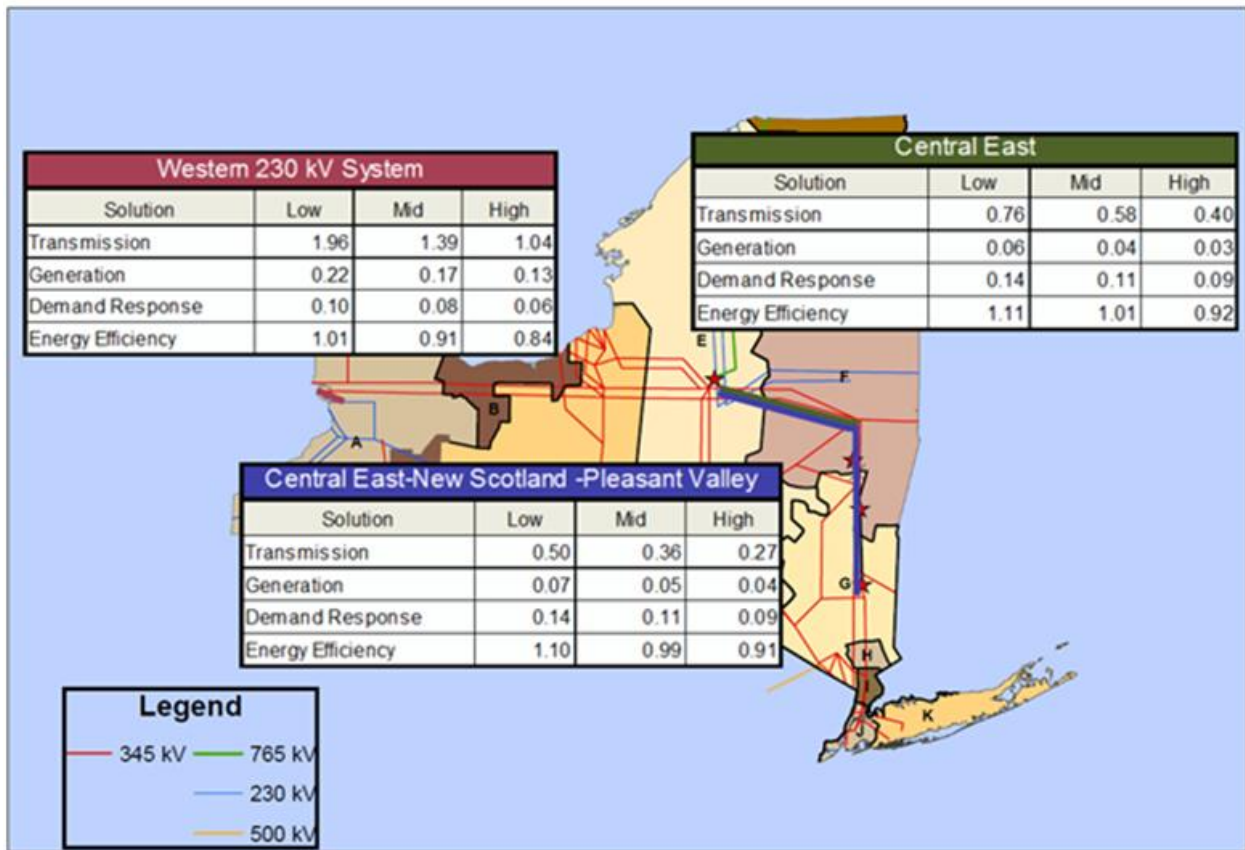 Western 230 kV System
Solution Low Mid High
Transmission 1.96 1.39 1.04
Generation 0.22 0.17 0.13
Demand Response 0.10 0.08 0.06
Energy Efficiency 1.01 0.91 0.84
Central East
Solution Low Mid High
Transmission 0.76 0.58 0.40
Generation 0.06 0.04 0.03
Demand Response 0.14 0.11 0.09
Energy Efficiency 1.11 1.01 0.92
E
F
B
A
Central East-New Scotland -Pleasant Valley
Solution Low Mid High
Transmission 0.50 0.36 0.27
Generation 0.07 0.05 0.04
Demand Response 0.14 0.11 0.09
Energy Efficiency 1.10 0.99 0.91
G
H
I
K
J
Legend
345 kV 765 kV
230 kV
500 kV